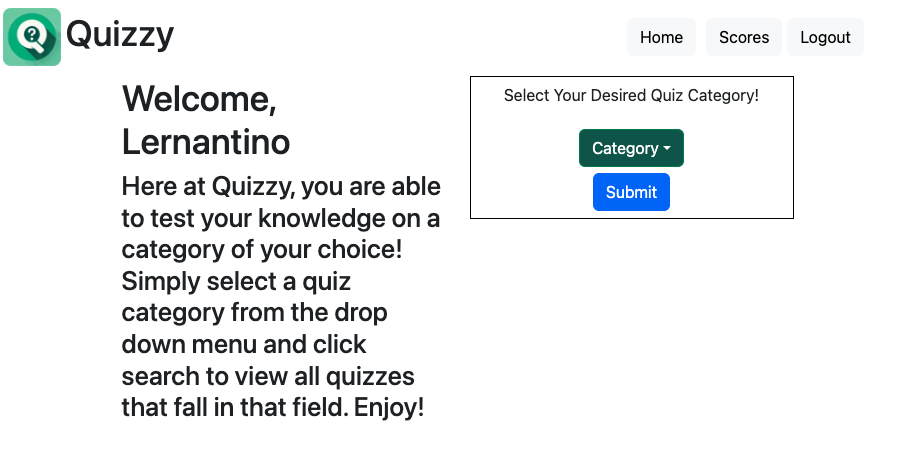 Quizzy
Home
Scores
Logout
Welcome,
Lernantino
Here at Quizzy, you are able
to test your knowledge on a
category of your choice!
Simply select a quiz
category from the drop
down menu and click
search to view all quizzes
that fall in that field. Enjoy!
Select Your Desired Quiz Category!
Category
Submit